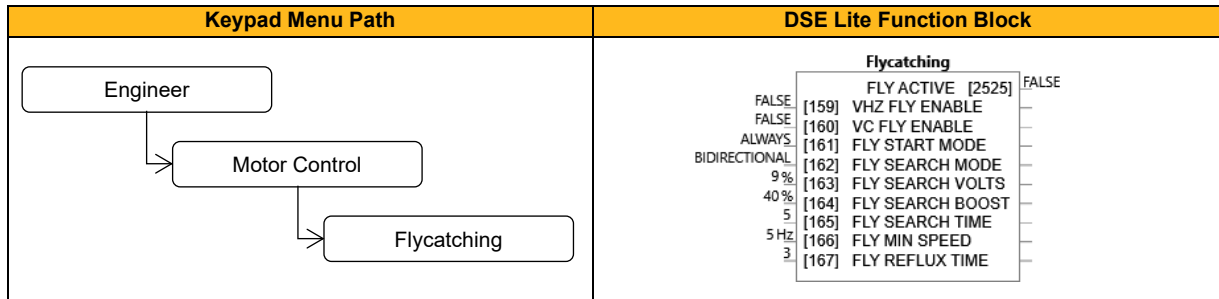 Keypad Menu Path
DSE Lite Function Block
Engineer
Motor Control
Flycatching
Flycatching
FLY ACTIVE [2525] FALSE
FALSE [159] VHZ FLY ENABLE
FALSE [160] VC FLY ENABLE
ALWAYS [161] FLY START MODE
BIDIRECTIONAL [162] FLY SEARCH MODE
9 % [163] FLY SEARCH VOLTS
40 % [164] FLY SEARCH BOOST
5 [165] FLY SEARCH TIME
5 Hz [166] FLY MIN SPEED
3 [167] FLY REFLUX TIME